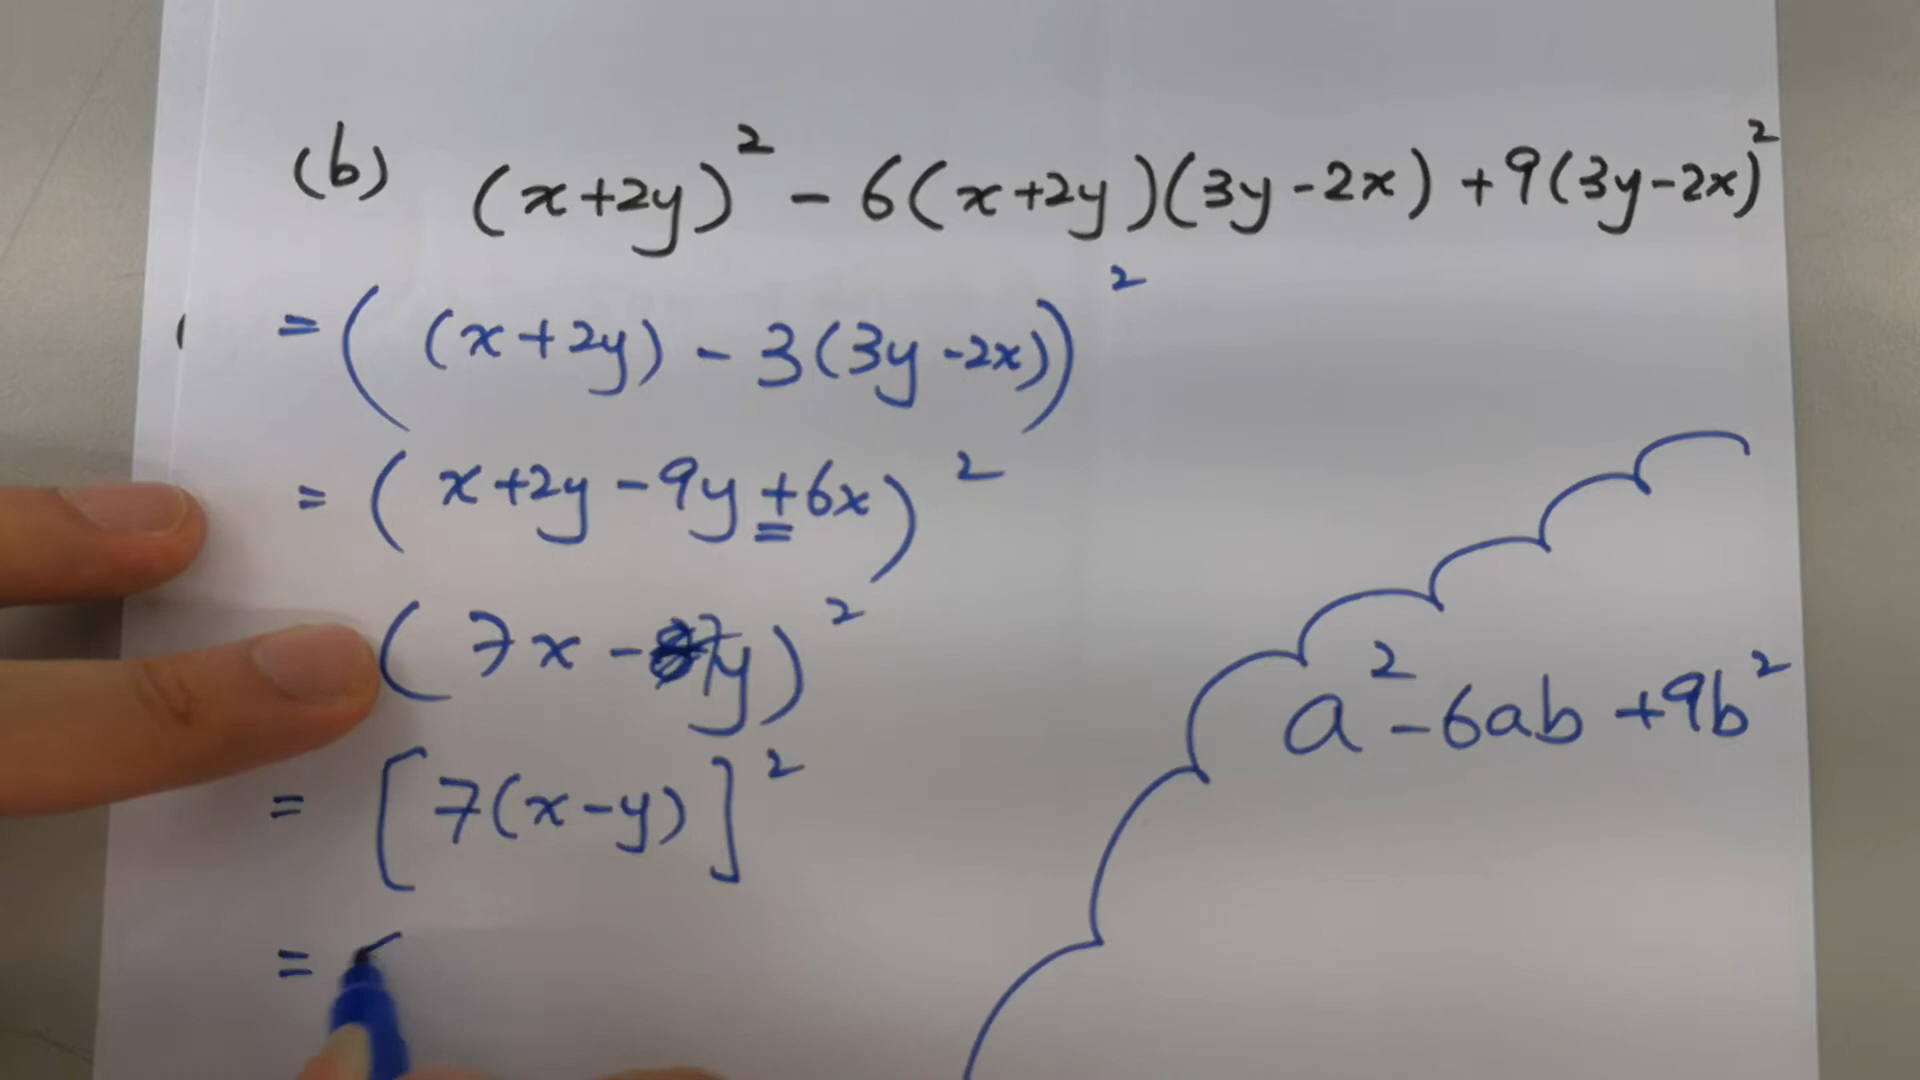 (b) (x+2y)² - 6(x+2y)(3y-2x) + 9(3y-2x)²
= ((x+2y) - 3(3y-2x))²
= (x+2y-9y+6x)²
(7x-7y)²
= [7(x-y)]²
a²-6ab+9b²
=